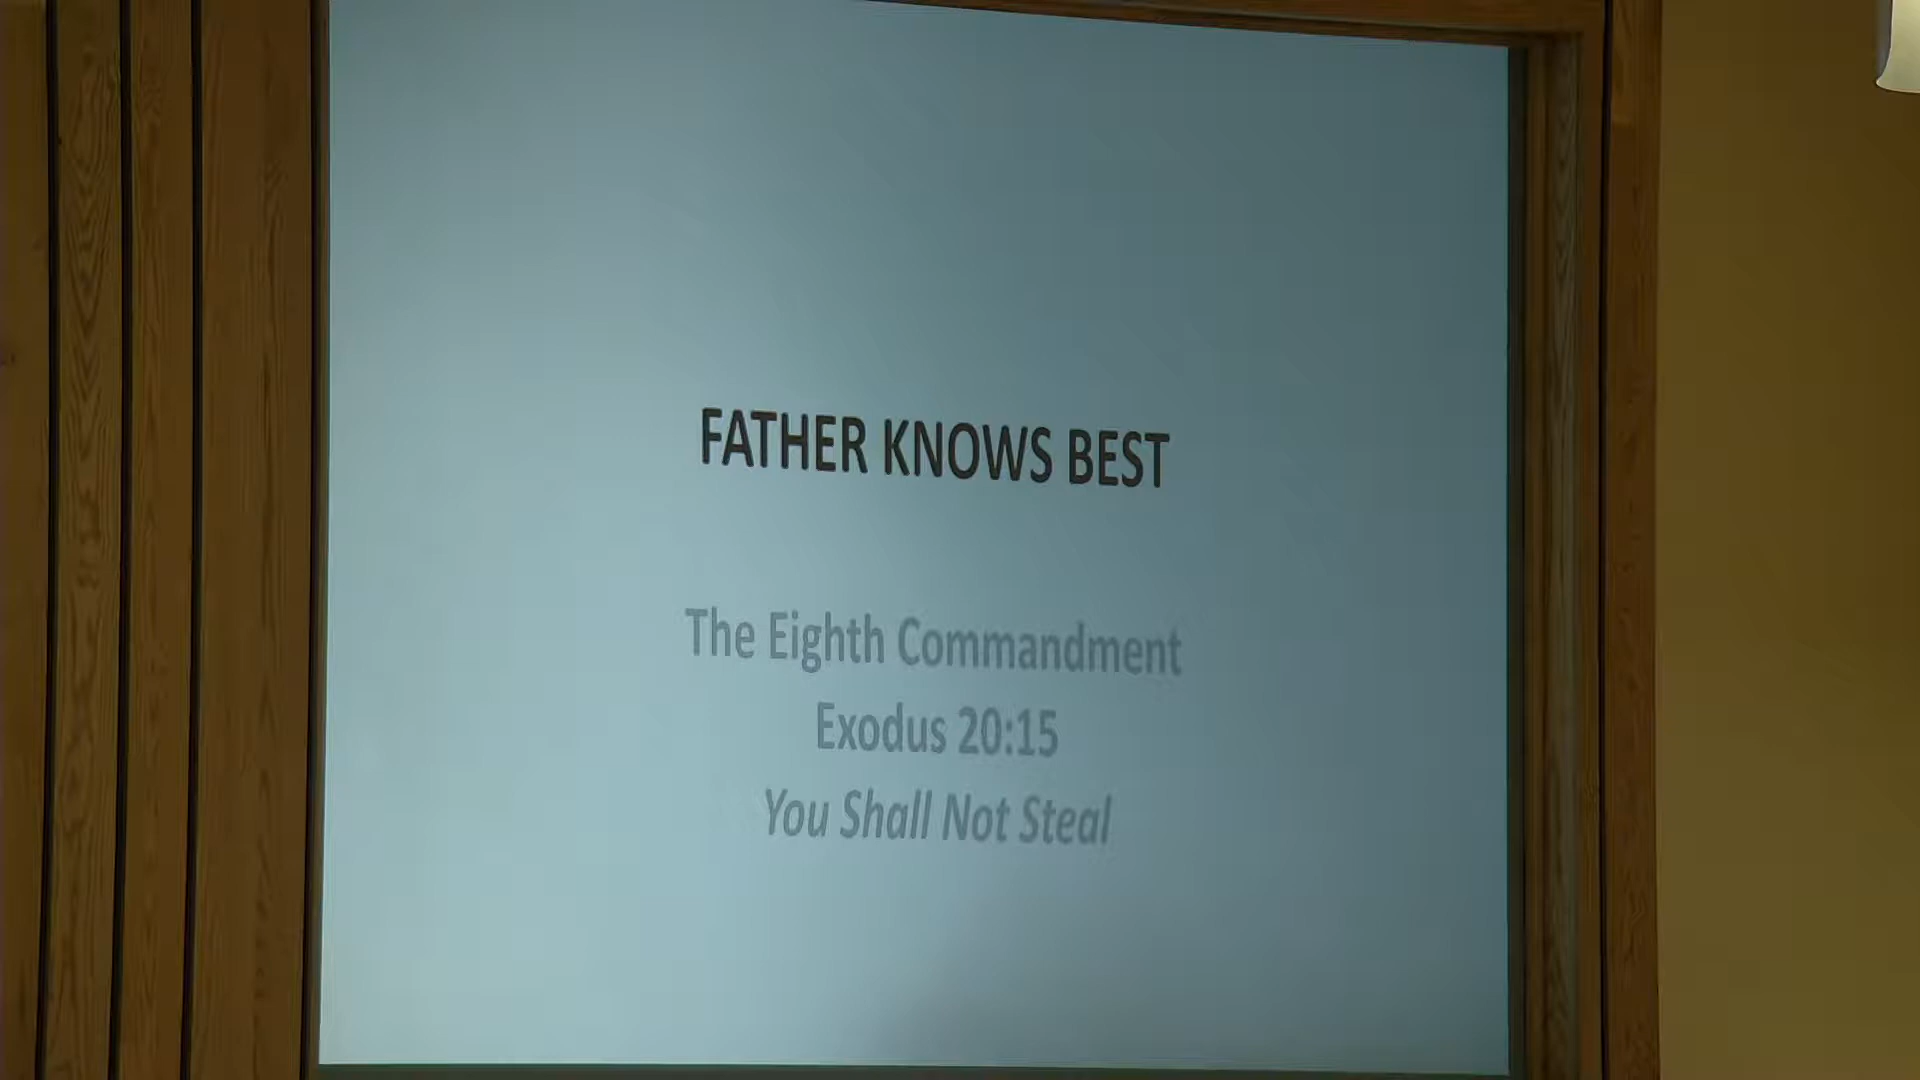 FATHER KNOWS BEST
The Eighth Commandment
Exodus 20:15
You Shall Not Steal